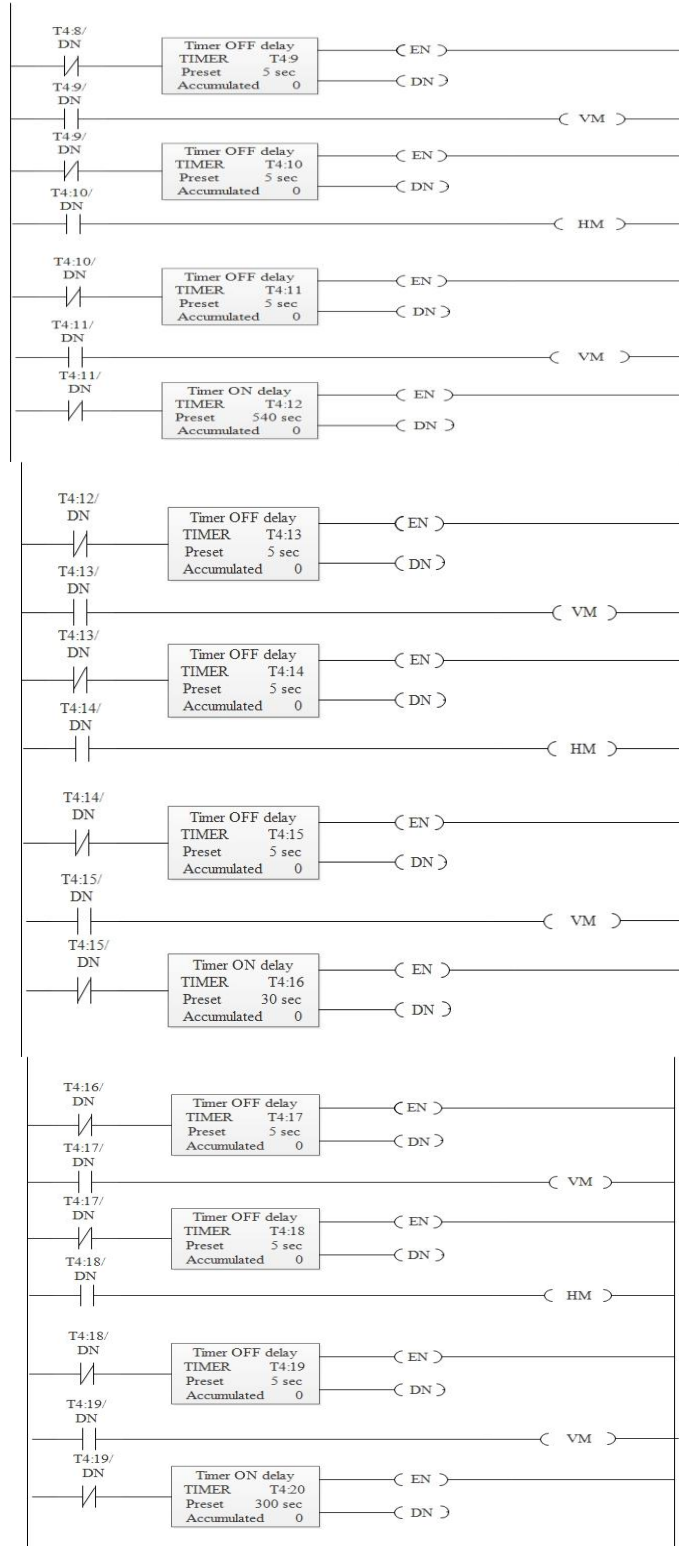 T4:8/
DN
Timer OFF delay
TIMER T4:9
Preset 5 sec
Accumulated 0
EN
DN
T4:9/
DN
VM
T4:9/
DN
Timer OFF delay
TIMER T4:10
Preset 5 sec
Accumulated 0
EN
DN
T4:10/
DN
HM
T4:10/
DN
Timer OFF delay
TIMER T4:11
Preset 5 sec
Accumulated 0
EN
DN
T4:11/
DN
VM
T4:11/
DN
Timer ON delay
TIMER T4:12
Preset 540 sec
Accumulated 0
EN
DN
T4:12/
DN
Timer OFF delay
TIMER T4:13
Preset 5 sec
Accumulated 0
EN
DN
T4:13/
DN
VM
T4:13/
DN
Timer OFF delay
TIMER T4:14
Preset 5 sec
Accumulated 0
EN
DN
T4:14/
DN
HM
T4:14/
DN
Timer OFF delay
TIMER T4:15
Preset 5 sec
Accumulated 0
EN
DN
T4:15/
DN
VM
T4:15/
DN
Timer ON delay
TIMER T4:16
Preset 30 sec
Accumulated 0
EN
DN
T4:16/
DN
Timer OFF delay
TIMER T4:17
Preset 5 sec
Accumulated 0
EN
DN
T4:17/
DN
VM
T4:17/
DN
Timer OFF delay
TIMER T4:18
Preset 5 sec
Accumulated 0
EN
DN
T4:18/
DN
HM
T4:18/
DN
Timer OFF delay
TIMER T4:19
Preset 5 sec
Accumulated 0
EN
DN
T4:19/
DN
VM
T4:19/
DN
Timer ON delay
TIMER T4:20
Preset 300 sec
Accumulated 0
EN
DN